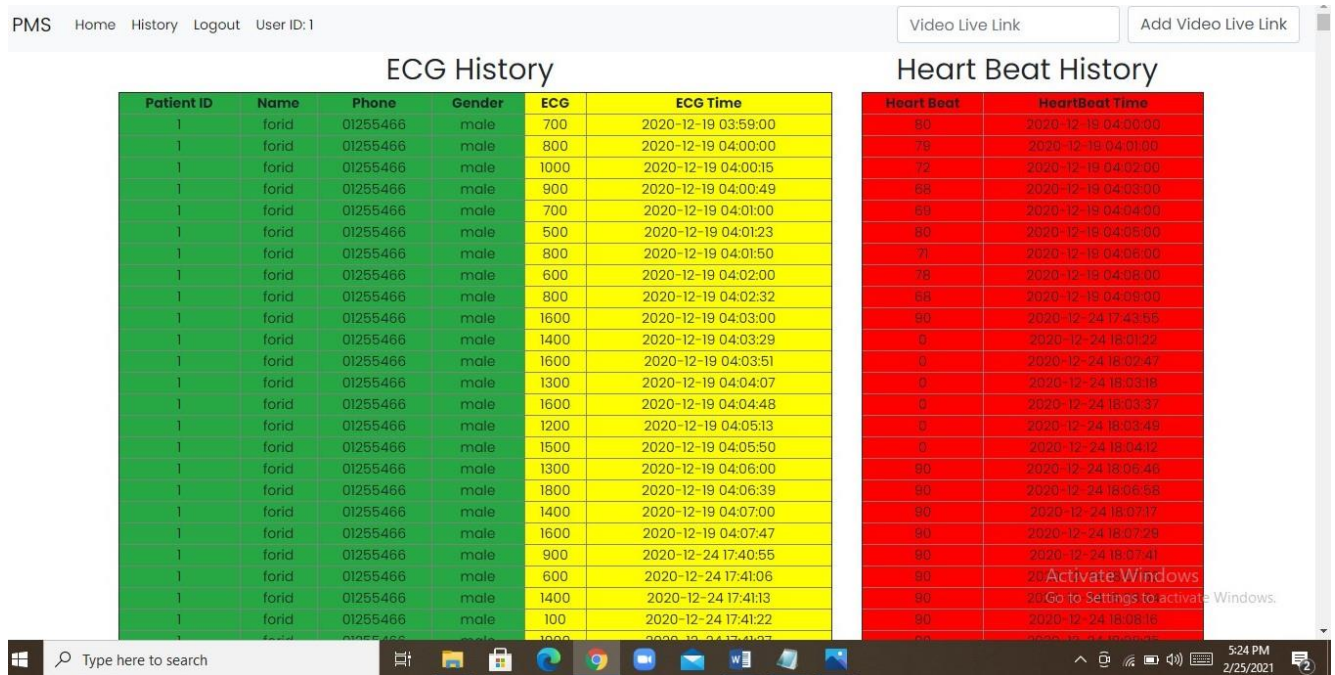 PMS Home History Logout User ID: 1 Video Live Link Add Video Live Link
ECG History Heart Beat History
Patient ID Name Phone Gender ECG ECG Time Heart Beat HeartBeat Time
1 forid 01255466 male 700 2020-12-19 03:59:00 80 2020-12-19 04:00:00
1 forid 01255466 male 800 2020-12-19 04:00:00 79 2020-12-19 04:01:00
1 forid 01255466 male 1000 2020-12-19 04:00:15 72 2020-12-19 04:02:00
1 forid 01255466 male 900 2020-12-19 04:00:49 68 2020-12-19 04:03:00
1 forid 01255466 male 700 2020-12-19 04:01:00 69 2020-12-19 04:04:00
1 forid 01255466 male 500 2020-12-19 04:01:23 80 2020-12-19 04:05:00
1 forid 01255466 male 800 2020-12-19 04:01:50 71 2020-12-19 04:06:00
1 forid 01255466 male 600 2020-12-19 04:02:00 78 2020-12-19 04:08:00
1 forid 01255466 male 800 2020-12-19 04:02:32 68 2020-12-19 04:09:00
1 forid 01255466 male 1600 2020-12-19 04:03:00 90 2020-12-24 17:43:55
1 forid 01255466 male 1400 2020-12-19 04:03:29 0 2020-12-24 18:01:22
1 forid 01255466 male 1600 2020-12-19 04:03:51 0 2020-12-24 18:02:47
1 forid 01255466 male 1300 2020-12-19 04:04:07 0 2020-12-24 18:03:18
1 forid 01255466 male 1600 2020-12-19 04:04:48 0 2020-12-24 18:03:37
1 forid 01255466 male 1200 2020-12-19 04:05:13 0 2020-12-24 18:03:49
1 forid 01255466 male 1500 2020-12-19 04:05:50 0 2020-12-24 18:04:12
1 forid 01255466 male 1300 2020-12-19 04:06:00 90 2020-12-24 18:06:46
1 forid 01255466 male 1800 2020-12-19 04:06:39 90 2020-12-24 18:06:58
1 forid 01255466 male 1400 2020-12-19 04:07:00 90 2020-12-24 18:07:17
1 forid 01255466 male 1600 2020-12-19 04:07:47 90 2020-12-24 18:07:29
1 forid 01255466 male 900 2020-12-24 17:40:55 90 2020-12-24 18:07:41
1 forid 01255466 male 600 2020-12-24 17:41:06 90
Activate Windows
1 forid 01255466 male 1400 2020-12-24 17:41:13 90
Go to Settings to activate Windows.
1 forid 01255466 male 100 2020-12-24 17:41:22 90 2020-12-24 18:08:16
Type here to search 5:24 PM
2/25/2021 2